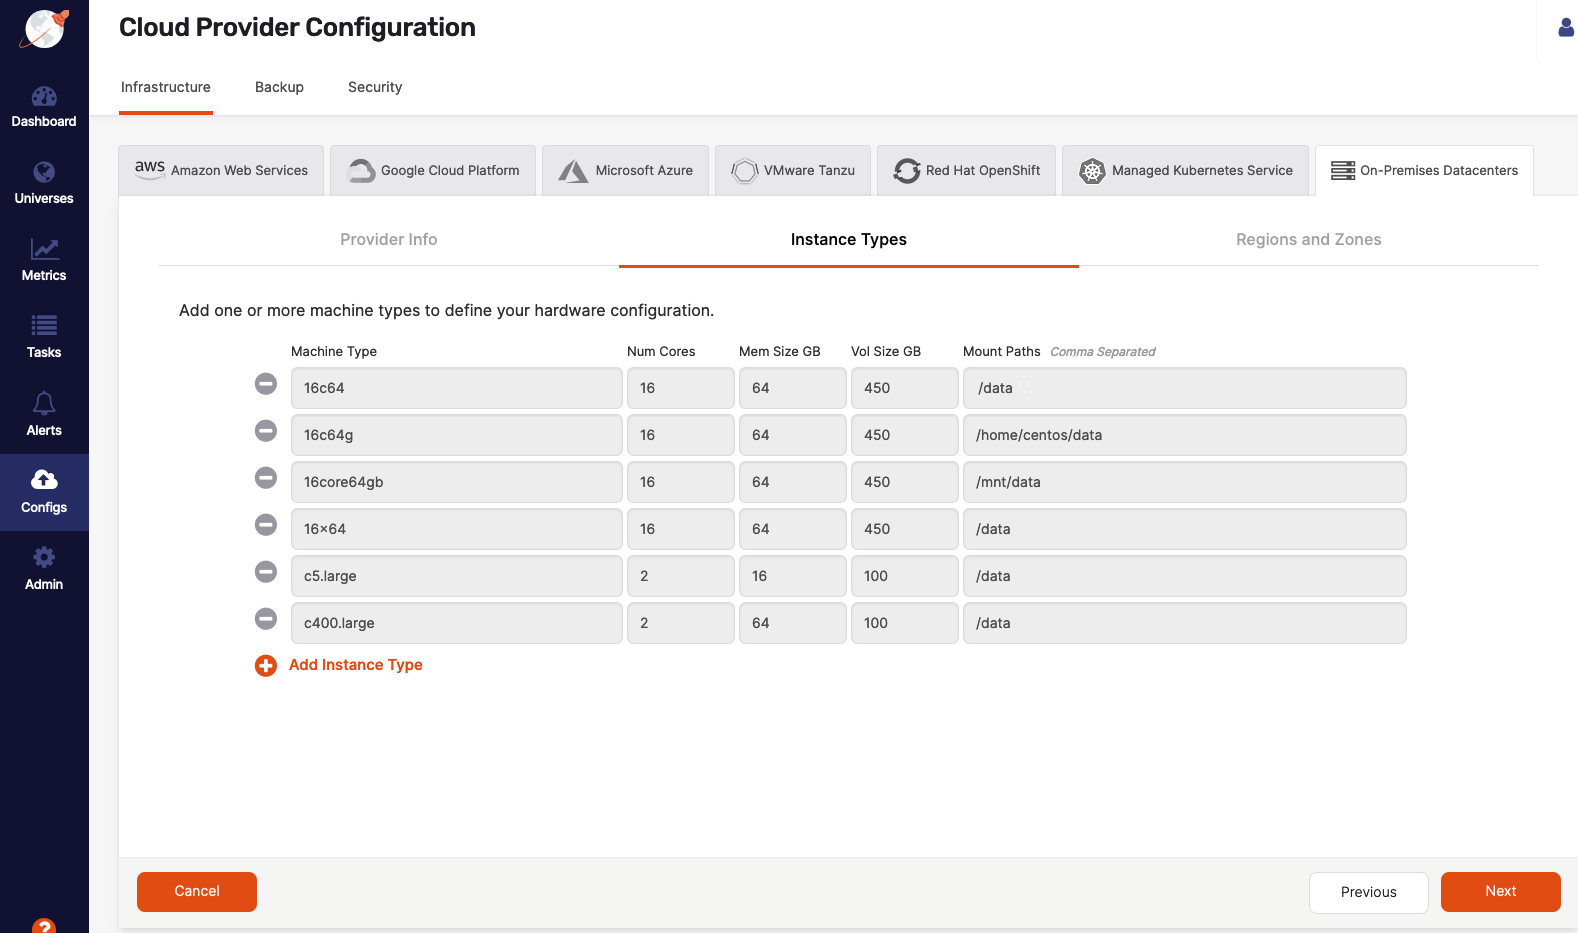 Cloud Provider Configuration
Infrastructure Backup Security
Dashboard
Universes
Metrics
Tasks
Alerts
Configs
Admin
?
aws Amazon Web Services
Google Cloud Platform
Microsoft Azure
VMware Tanzu
Red Hat OpenShift
Managed Kubernetes Service
On-Premises Datacenters
Provider Info Instance Types Regions and Zones
Add one or more machine types to define your hardware configuration.
Machine Type Num Cores Mem Size GB Vol Size GB Mount Paths Comma Separated
16c64 16 64 450 /data
16c64g 16 64 450 /home/centos/data
16core64gb 16 64 450 /mnt/data
16x64 16 64 450 /data
c5.large 2 16 100 /data
c400.large 2 64 100 /data
Add Instance Type
Cancel Previous Next